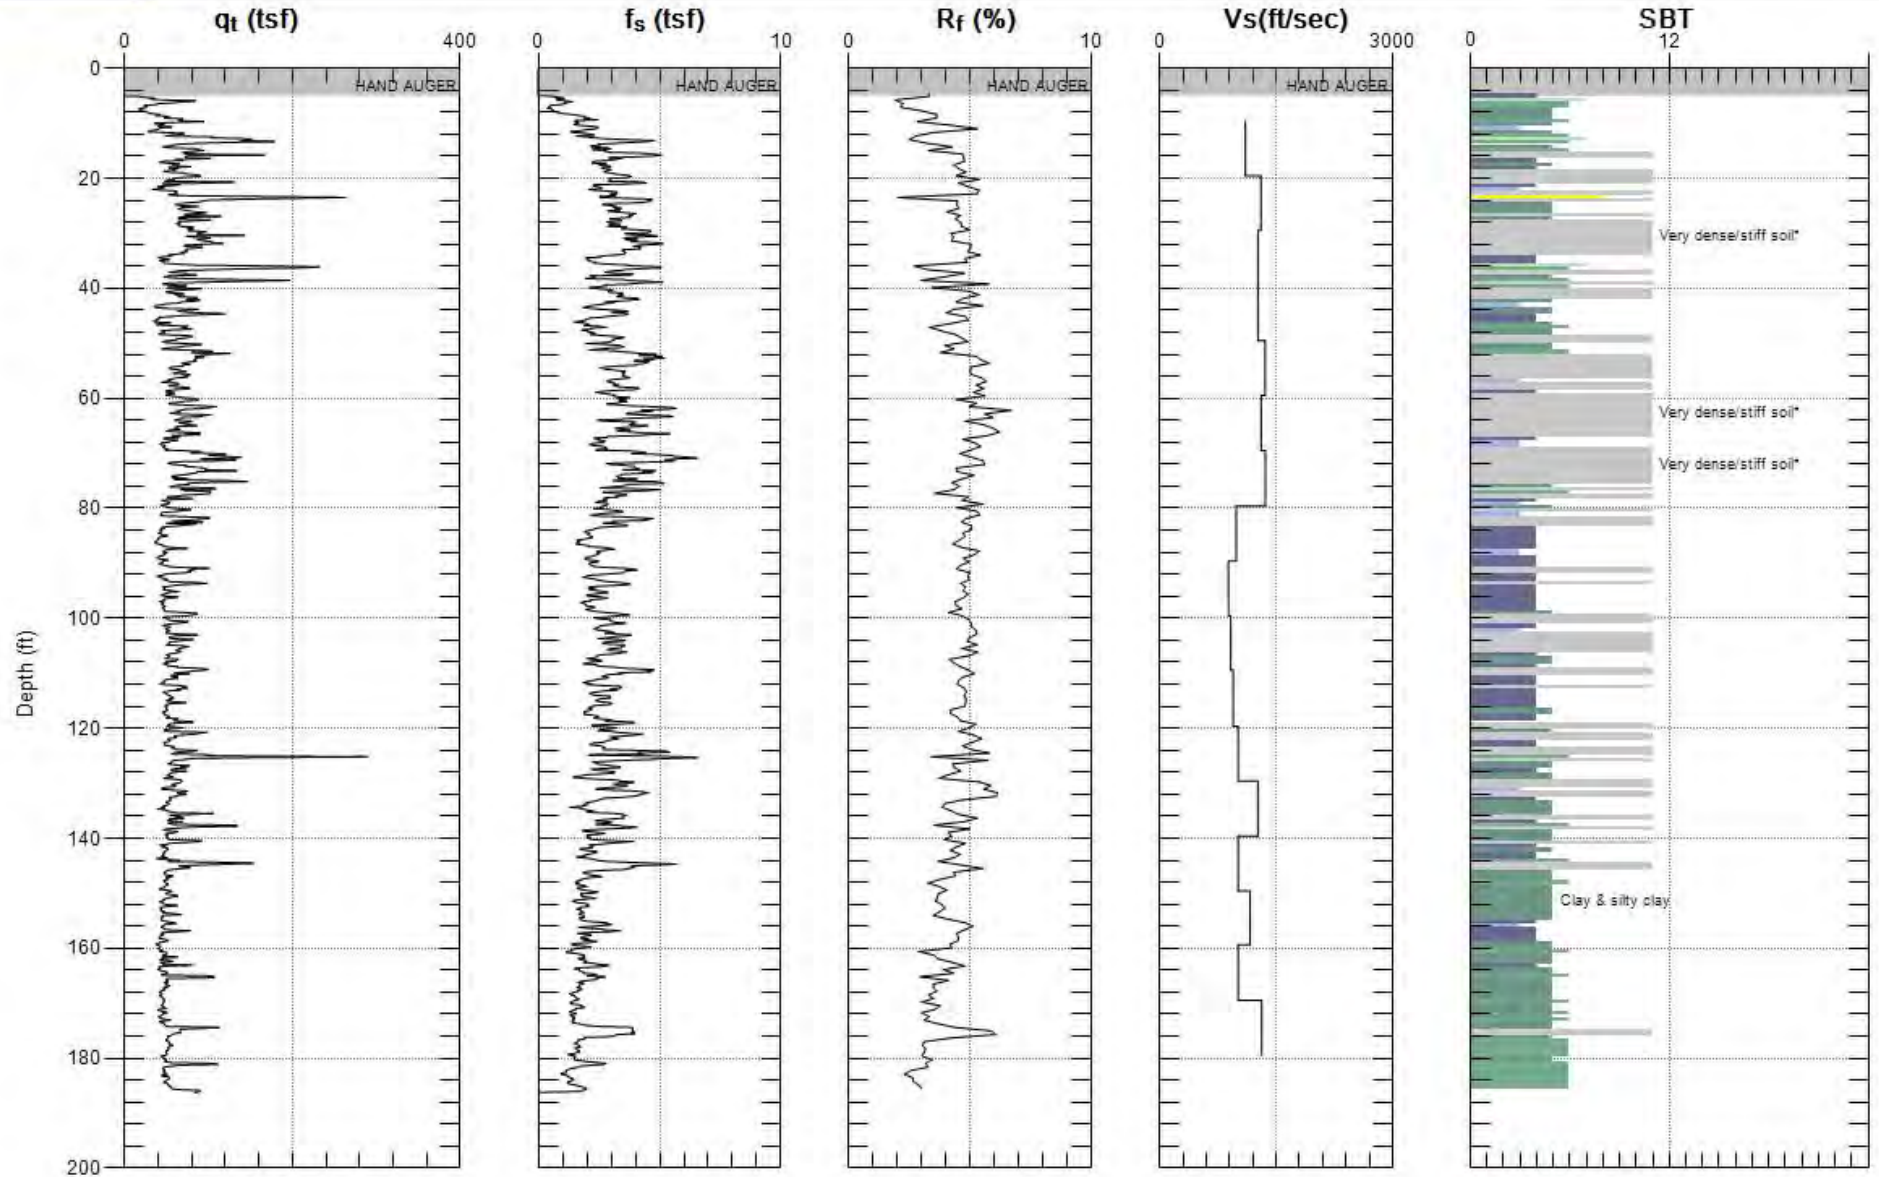 qt (tsf) fs (tsf) Rf (%) Vs(ft/sec) SBT
0 400 0 10 0 10 0 3000 0 12
0
HAND AUGER HAND AUGER HAND AUGER HAND AUGER
20
Very dense/stiff soil*
40
60
Very dense/stiff soil*
Very dense/stiff soil*
80
100
Depth (ft)
120
140
Clay & silty clay
160
180
200